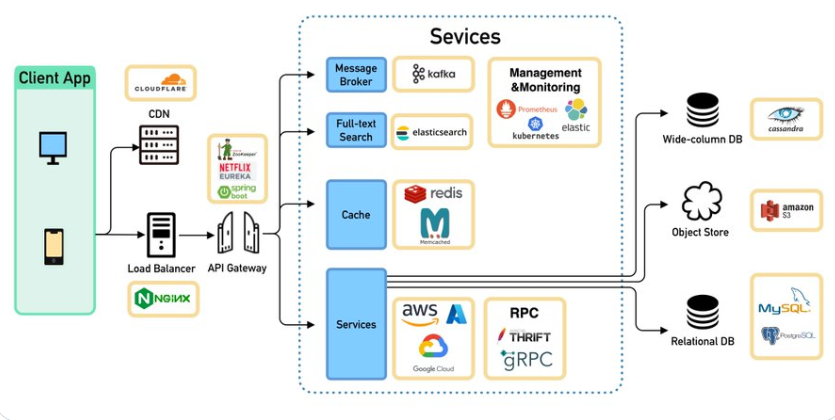 Client App
CLOUDFLARE
CDN
ZooKeeper
NETFLIX
EUREKA
spring
boot
Load Balancer
API Gateway
NGINX
Sevices
Message
Broker
kafka
Full-text
Search
elasticsearch
Cache
redis
Memcached
Services
aws
Google Cloud
RPC
THRIFT
gRPC
Management
&Monitoring
Prometheus
kubernetes
elastic
Wide-column DB
cassandra
Object Store
amazon
S3
Relational DB
MySQL
PostgreSQL